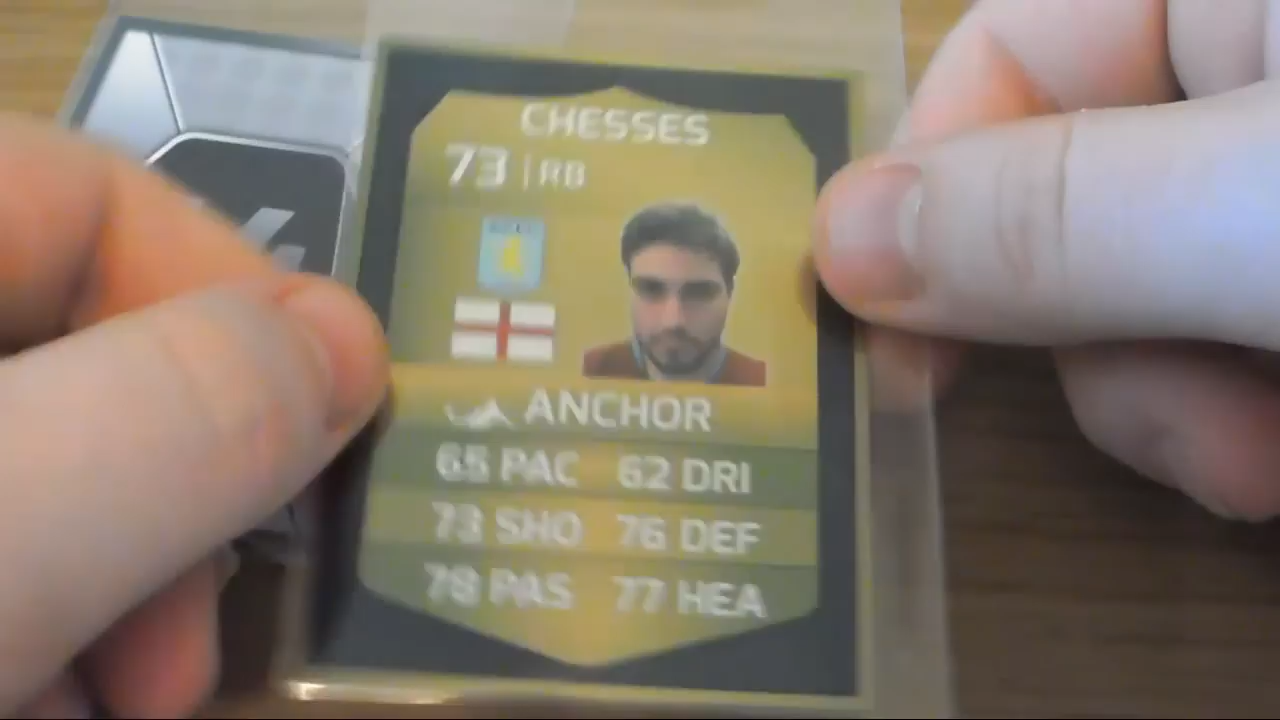 CHESSES
73 | RB
ANCHOR
65 PAC 62 DRI
73 SHO 76 DEF
78 PAS 77 HEA